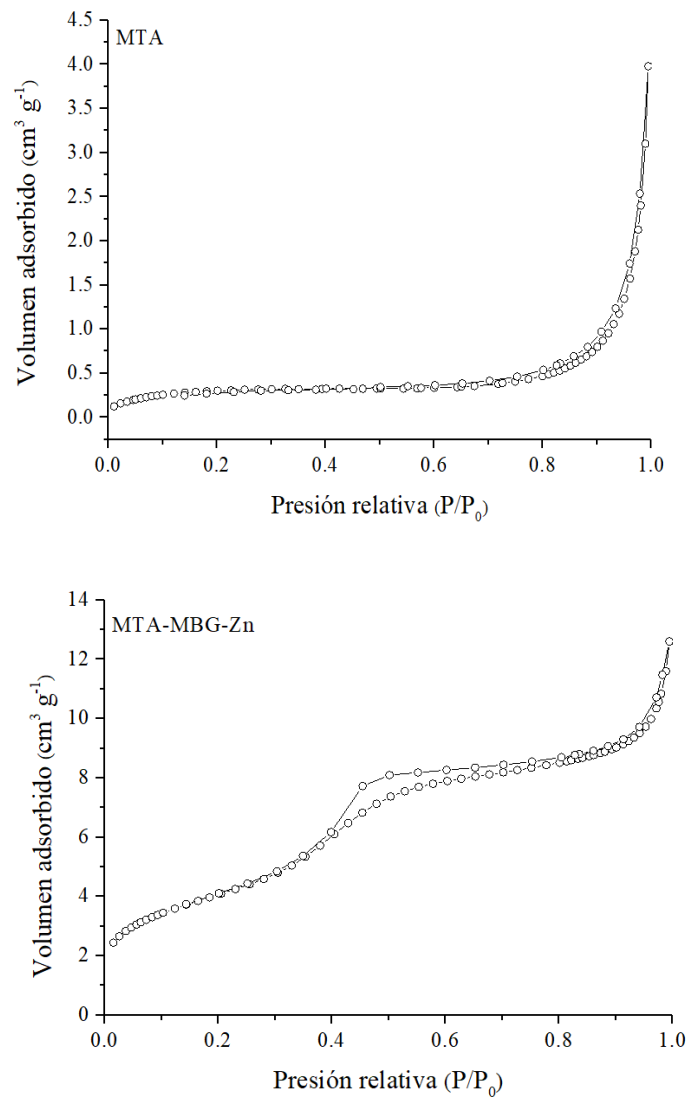 MTA
4.5
4.0
3.5
3.0
2.5
2.0
1.5
1.0
0.5
0.0
Volumen adsorbido (cm³ g⁻¹)
0.0 0.2 0.4 0.6 0.8 1.0
Presión relativa (P/P₀)
MTA-MBG-Zn
14
12
10
8
6
4
2
0
Volumen adsorbido (cm³ g⁻¹)
0.0 0.2 0.4 0.6 0.8 1.0
Presión relativa (P/P₀)